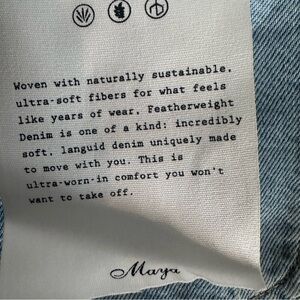 Woven with naturally sustainable,
ultra-soft fibers for what feels
like years of wear, Featherweight
Denim is one of a kind: incredibly
soft, languid denim uniquely made
to move with you. This is
ultra-worn-in comfort you won't
want to take off.
Maya